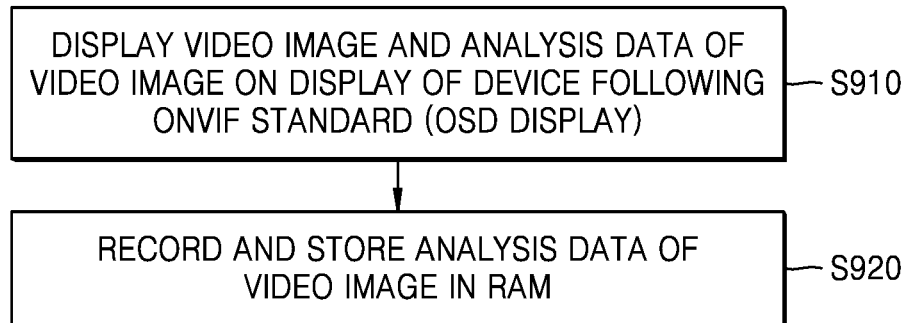 DISPLAY VIDEO IMAGE AND ANALYSIS DATA OF
VIDEO IMAGE ON DISPLAY OF DEVICE FOLLOWING
ONVIF STANDARD (OSD DISPLAY)
S910
RECORD AND STORE ANALYSIS DATA OF
VIDEO IMAGE IN RAM
S920